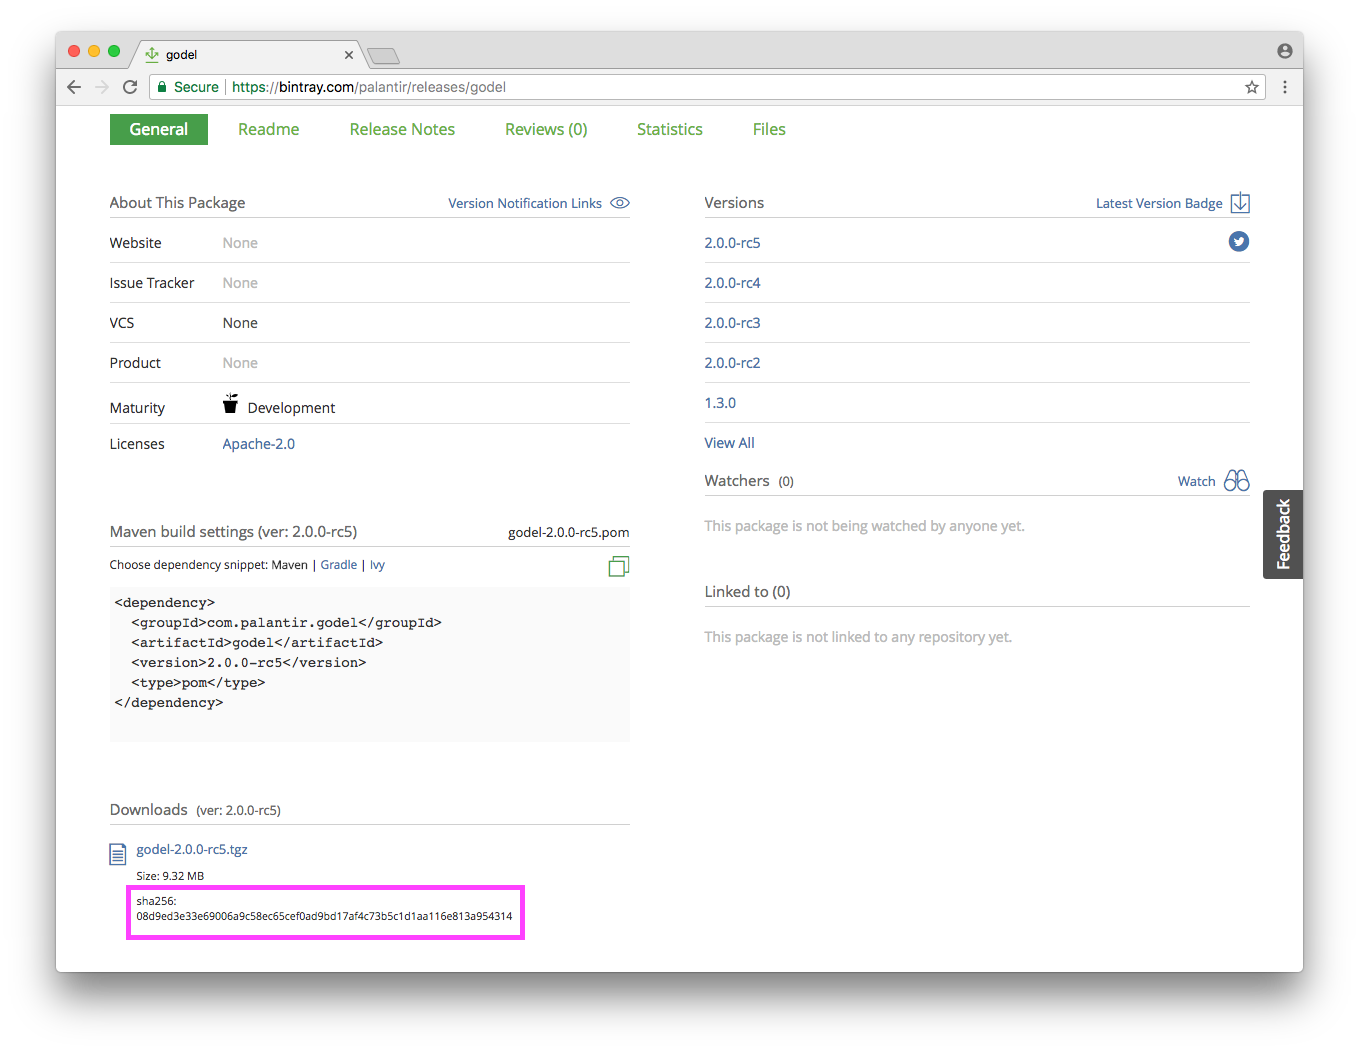 godel
Secure https://bintray.com/palantir/releases/godel
General Readme Release Notes Reviews (0) Statistics Files
About This Package Version Notification Links
Website None
Issue Tracker None
VCS None
Product None
Maturity Development
Licenses Apache-2.0
Maven build settings (ver: 2.0.0-rc5) godel-2.0.0-rc5.pom
Choose dependency snippet: Maven | Gradle | Ivy
<dependency>
<groupId>com.palantir.godel</groupId>
<artifactId>godel</artifactId>
<version>2.0.0-rc5</version>
<type>pom</type>
</dependency>
Downloads (ver: 2.0.0-rc5)
godel-2.0.0-rc5.tgz
Size: 9.32 MB
sha256:
08d9ed3e33e69006a9c58ec65cef0ad9bd17af4c73b5c1d1aa116e813a954314
Versions Latest Version Badge
2.0.0-rc5
2.0.0-rc4
2.0.0-rc3
2.0.0-rc2
1.3.0
View All
Watchers (0) Watch
This package is not being watched by anyone yet.
Linked to (0)
This package is not linked to any repository yet.
Feedback